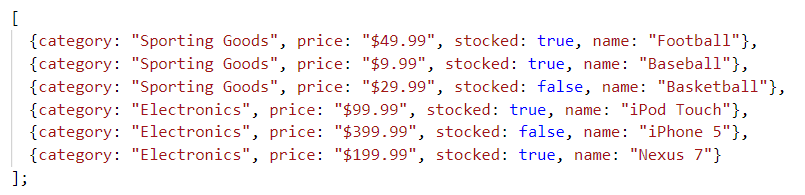 [
  {category: "Sporting Goods", price: "$49.99", stocked: true, name: "Football"},
  {category: "Sporting Goods", price: "$9.99", stocked: true, name: "Baseball"},
  {category: "Sporting Goods", price: "$29.99", stocked: false, name: "Basketball"},
  {category: "Electronics", price: "$99.99", stocked: true, name: "iPod Touch"},
  {category: "Electronics", price: "$399.99", stocked: false, name: "iPhone 5"},
  {category: "Electronics", price: "$199.99", stocked: true, name: "Nexus 7"}
];